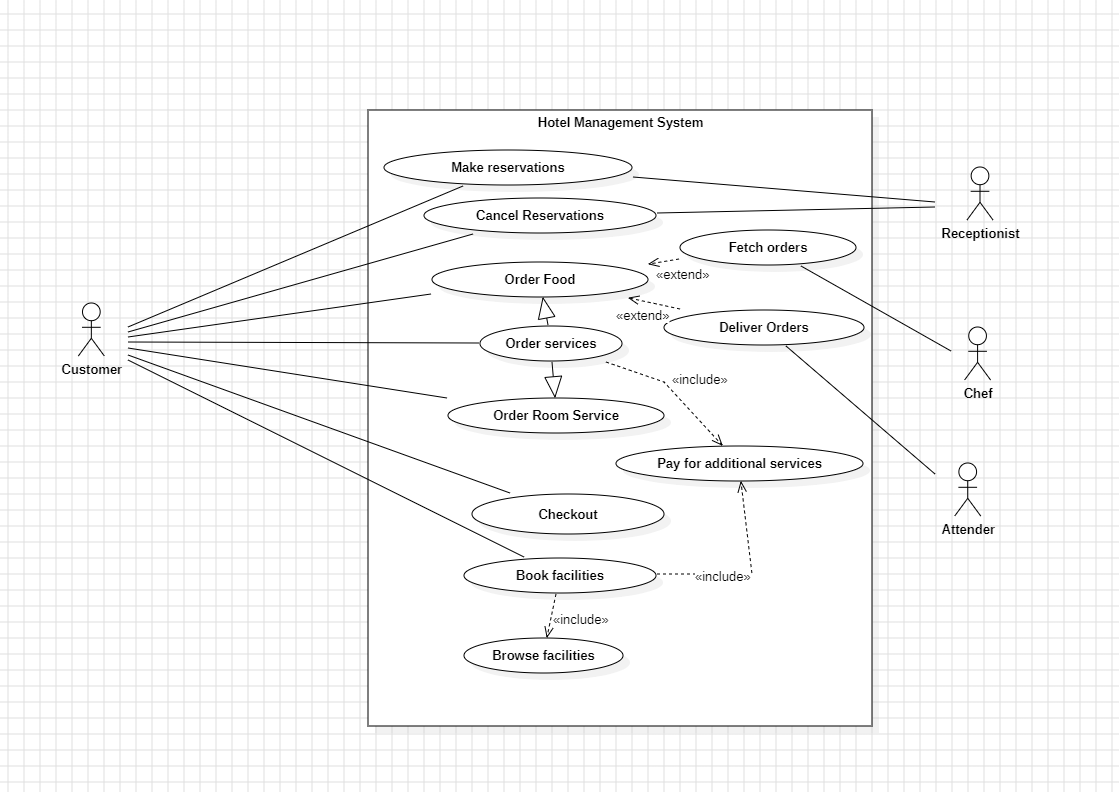 Hotel Management System
Make reservations
Cancel Reservations
Receptionist
Fetch orders
«extend»
Order Food
«extend»
Deliver Orders
Order services
Customer
«include»
Chef
Order Room Service
Pay for additional services
Checkout
Attender
Book facilities
«include»
«include»
Browse facilities